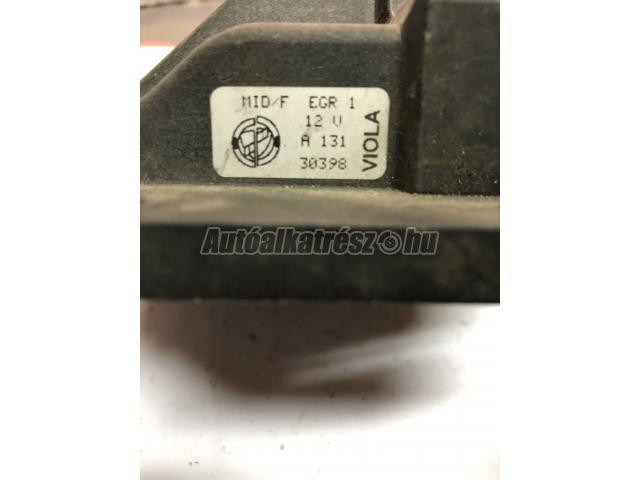 MID/F EGR 1
12 V
A 131
30398
VIOLA
Autóalkatrész.hu